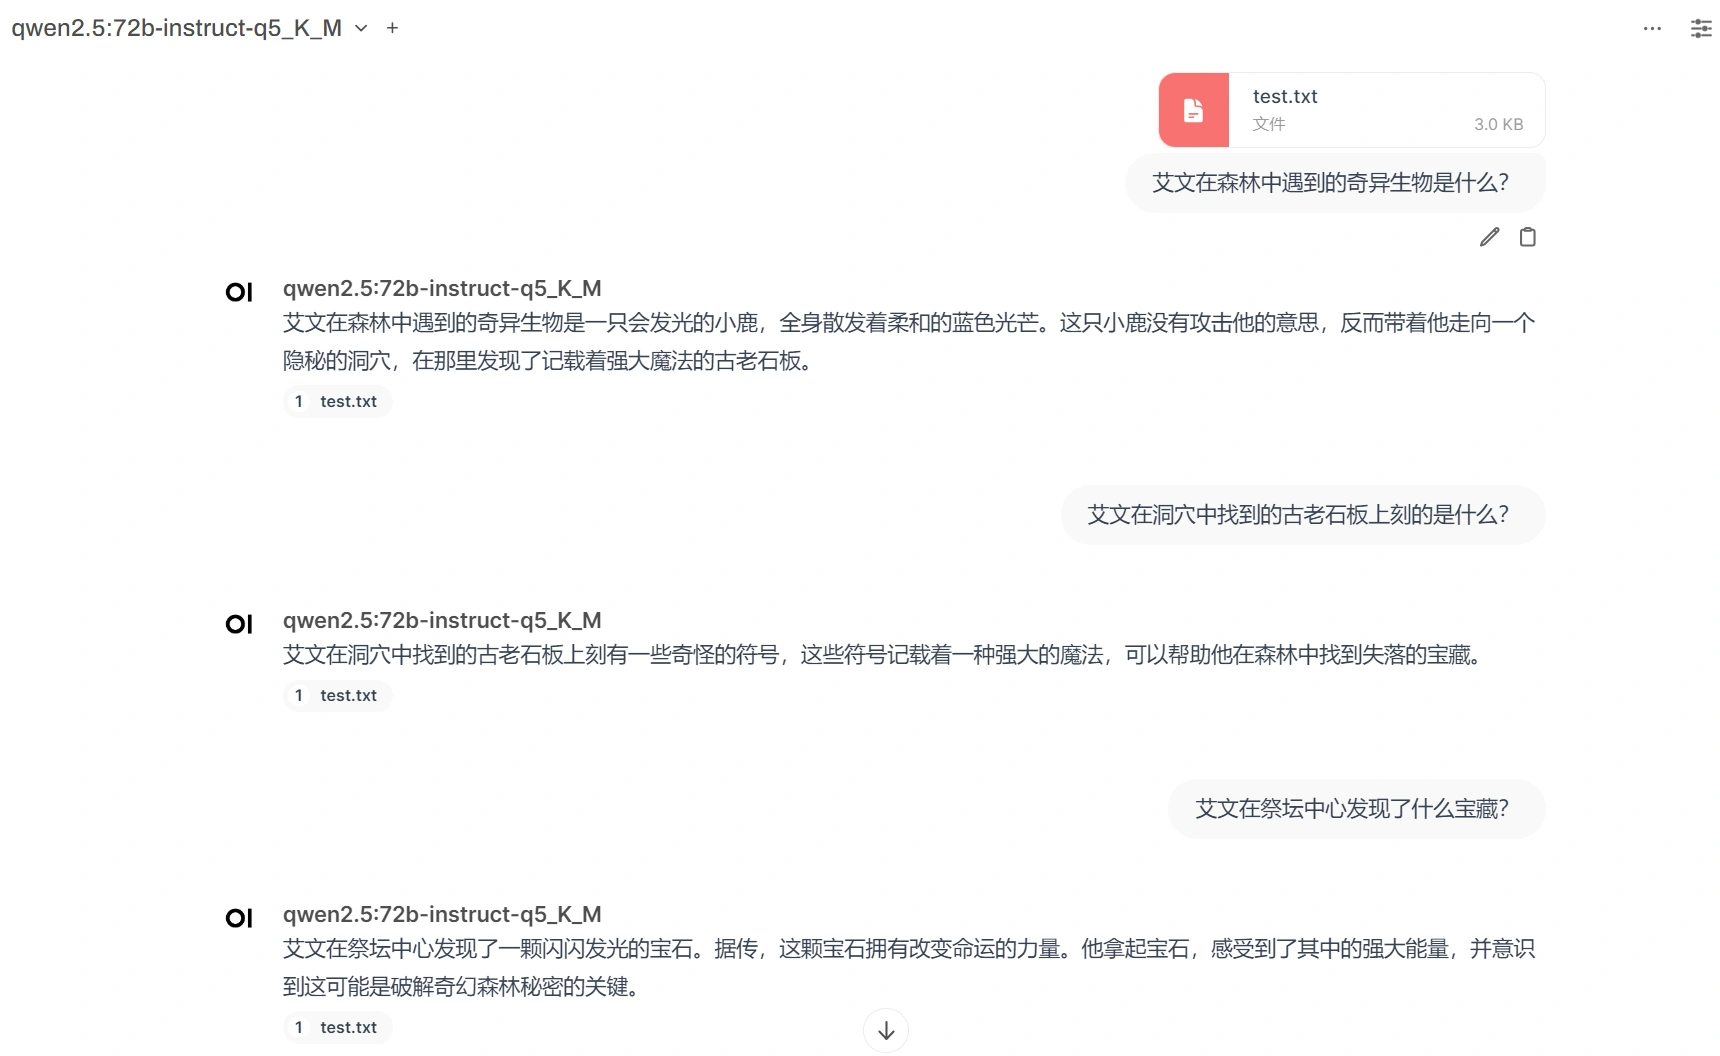 qwen2.5:72b-instruct-q5_K_M
test.txt
文件 3.0 KB
艾文在森林中遇到的奇异生物是什么？
OI qwen2.5:72b-instruct-q5_K_M
艾文在森林中遇到的奇异生物是一只会发光的小鹿，全身散发着柔和的蓝色光芒。这只小鹿没有攻击他的意思，反而带着他走向一个
隐秘的洞穴，在那里发现了记载着强大魔法的古老石板。
1 test.txt
艾文在洞穴中找到的古老石板上刻的是什么？
OI qwen2.5:72b-instruct-q5_K_M
艾文在洞穴中找到的古老石板上刻有一些奇怪的符号，这些符号记载着一种强大的魔法，可以帮助他在森林中找到失落的宝藏。
1 test.txt
艾文在祭坛中心发现了什么宝藏？
OI qwen2.5:72b-instruct-q5_K_M
艾文在祭坛中心发现了一颗闪闪发光的宝石。据传，这颗宝石拥有改变命运的力量。他拿起宝石，感受到了其中的强大能量，并意识
到这可能是破解奇幻森林秘密的关键。
1 test.txt